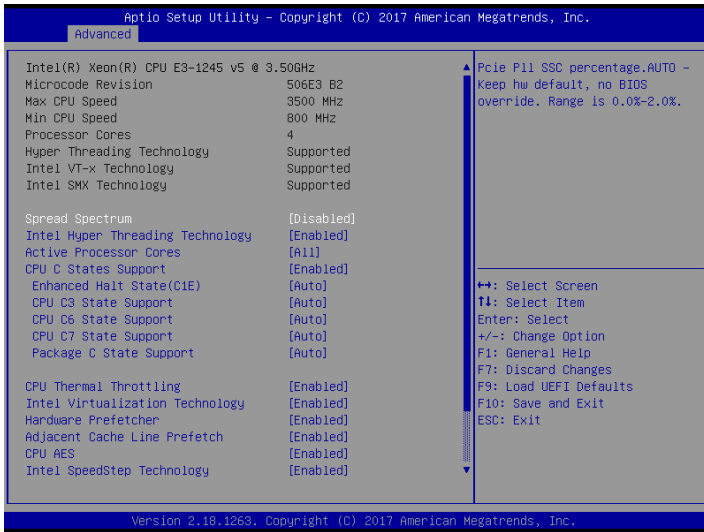 Aptio Setup Utility – Copyright (C) 2017 American Megatrends, Inc.
Advanced
Intel(R) Xeon(R) CPU E3-1245 v5 @ 3.50GHz
Microcode Revision 506E3 B2
Max CPU Speed 3500 MHz
Min CPU Speed 800 MHz
Processor Cores 4
Hyper Threading Technology Supported
Intel VT-x Technology Supported
Intel SMX Technology Supported
Spread Spectrum [Disabled]
Intel Hyper Threading Technology [Enabled]
Active Processor Cores [All]
CPU C States Support [Enabled]
Enhanced Halt State(C1E) [Auto]
CPU C3 State Support [Auto]
CPU C6 State Support [Auto]
CPU C7 State Support [Auto]
Package C State Support [Auto]
CPU Thermal Throttling [Enabled]
Intel Virtualization Technology [Enabled]
Hardware Prefetcher [Enabled]
Adjacent Cache Line Prefetch [Enabled]
CPU AES [Enabled]
Intel SpeedStep Technology [Enabled]
Pcie Pll SSC percentage.AUTO –
Keep hw default, no BIOS
override. Range is 0.0%-2.0%.
↔: Select Screen
↑↓: Select Item
Enter: Select
+/-: Change Option
F1: General Help
F7: Discard Changes
F9: Load UEFI Defaults
F10: Save and Exit
ESC: Exit
Version 2.18.1263. Copyright (C) 2017 American Megatrends, Inc.